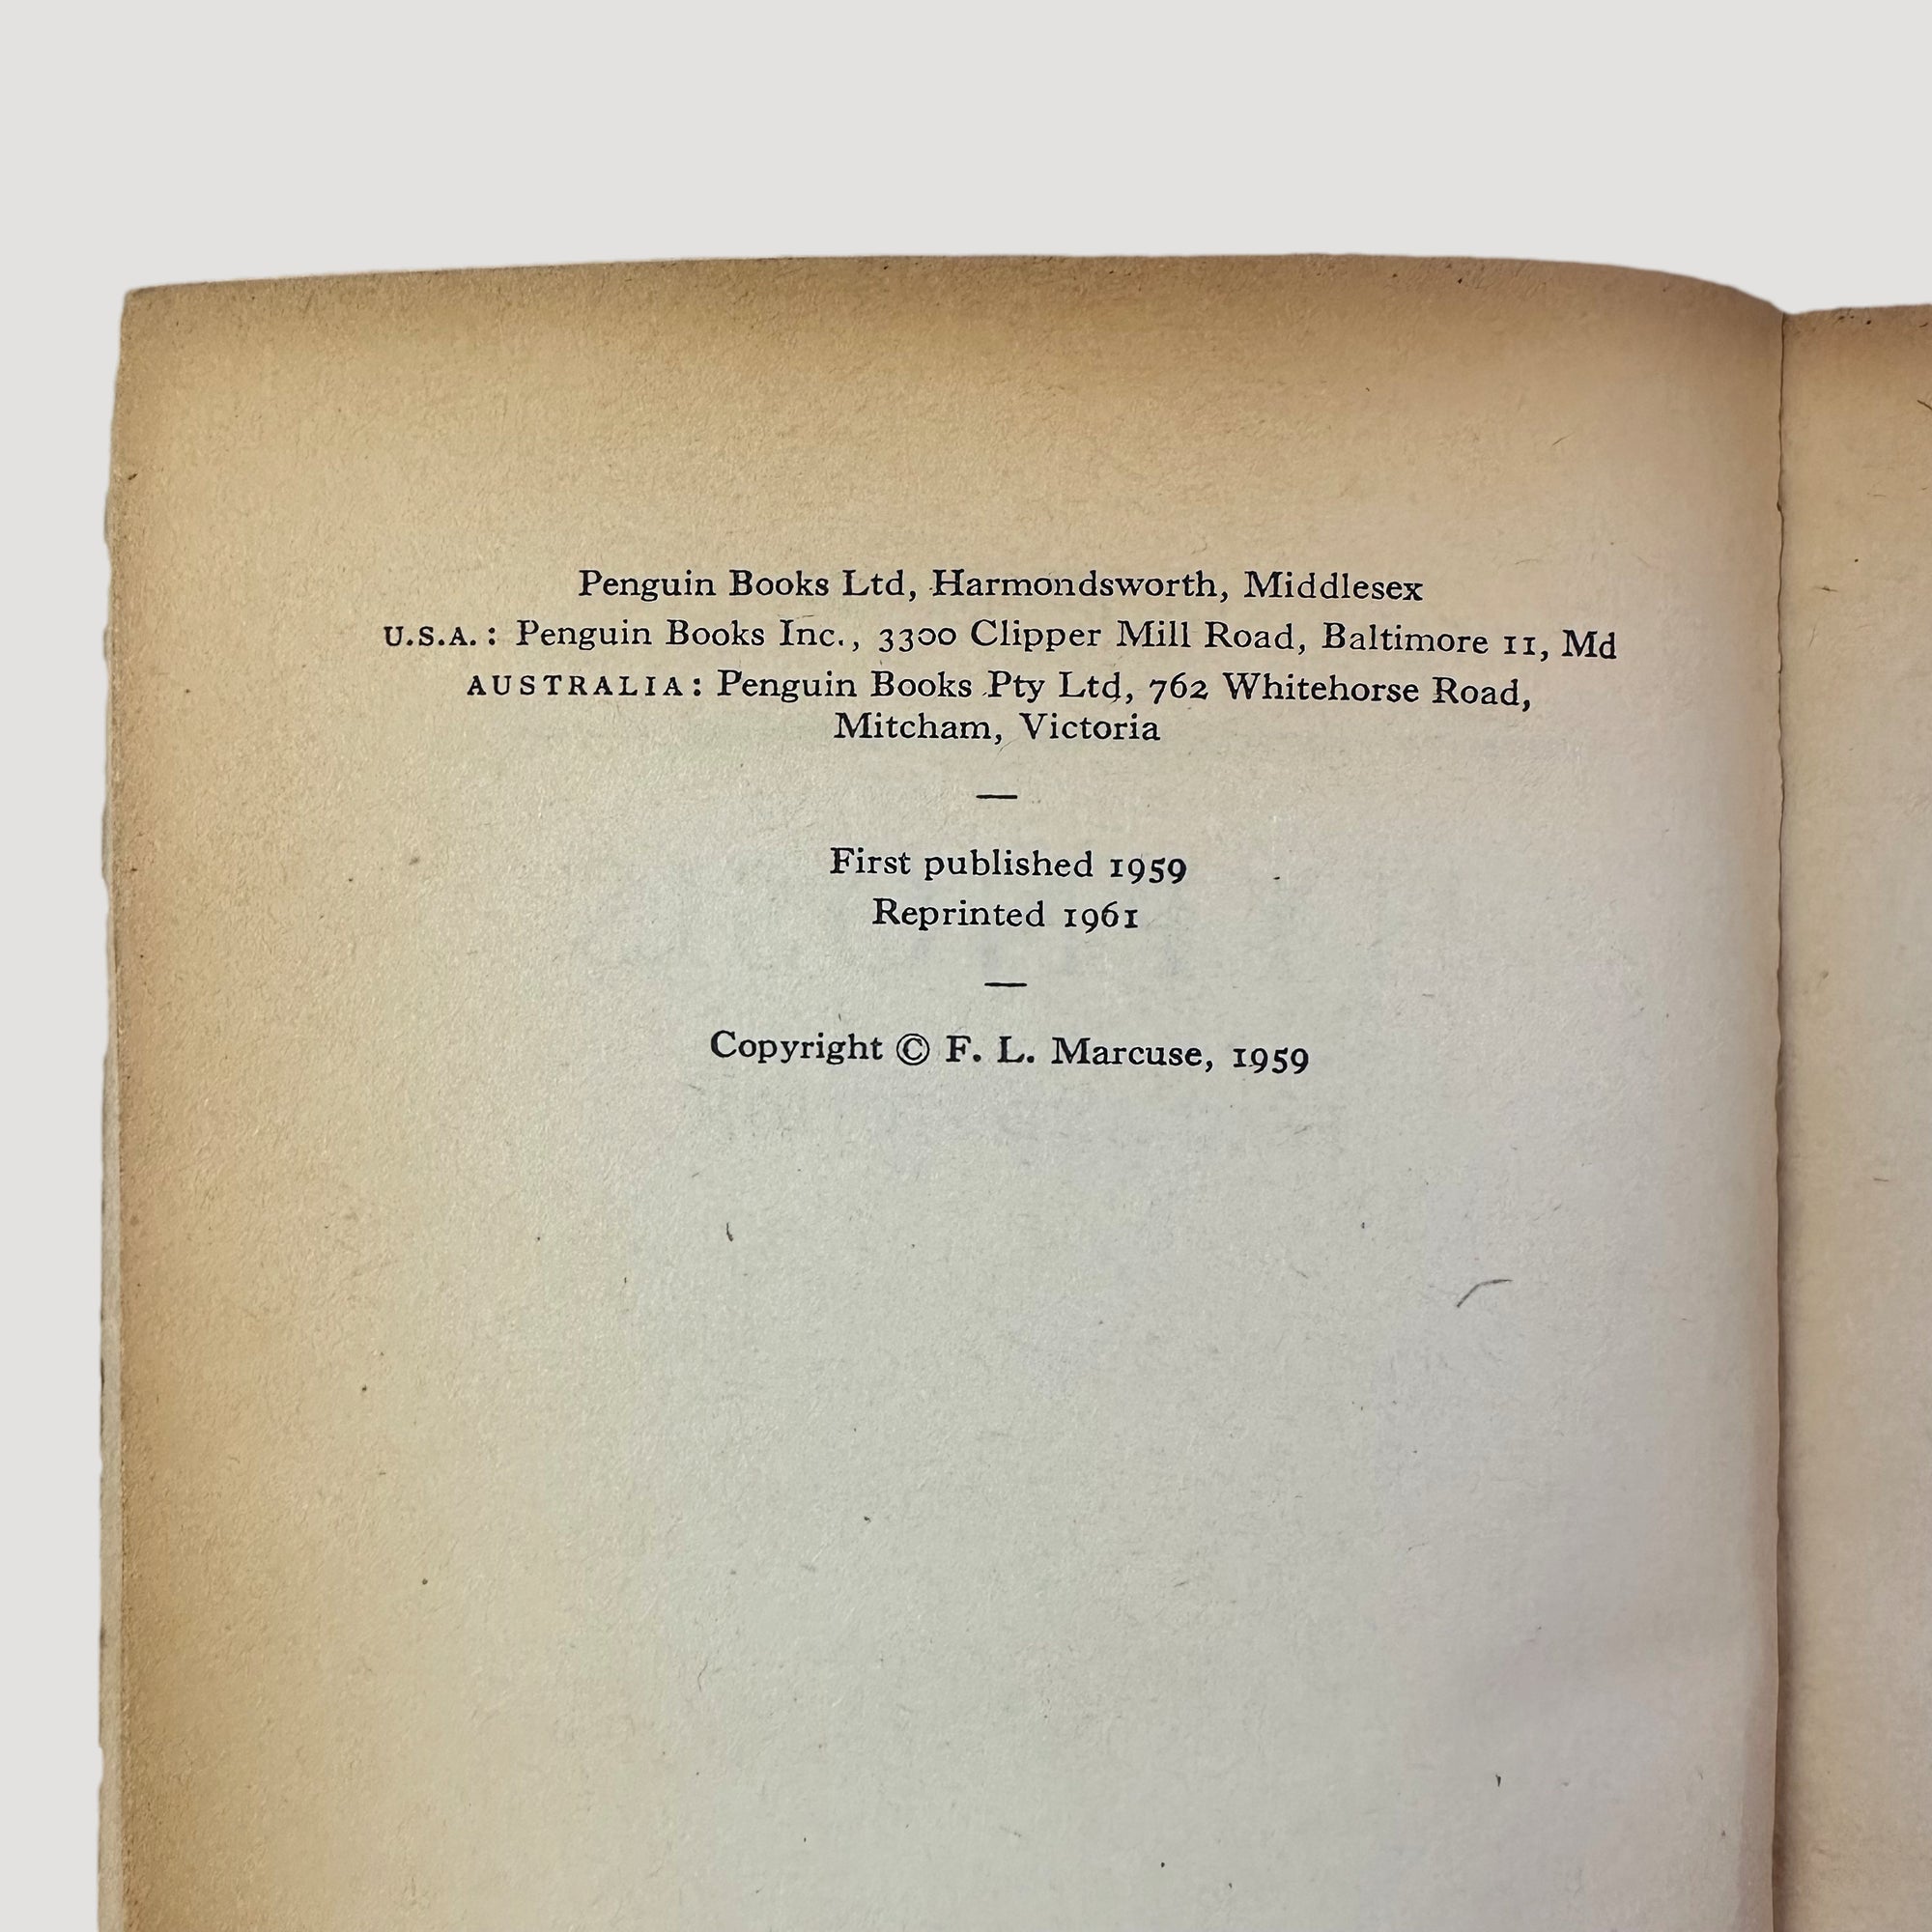 Penguin Books Ltd, Harmondsworth, Middlesex
U.S.A.: Penguin Books Inc., 3300 Clipper Mill Road, Baltimore 11, Md
AUSTRALIA: Penguin Books Pty Ltd, 762 Whitehorse Road,
Mitcham, Victoria
—
First published 1959
Reprinted 1961
—
Copyright © F. L. Marcuse, 1959